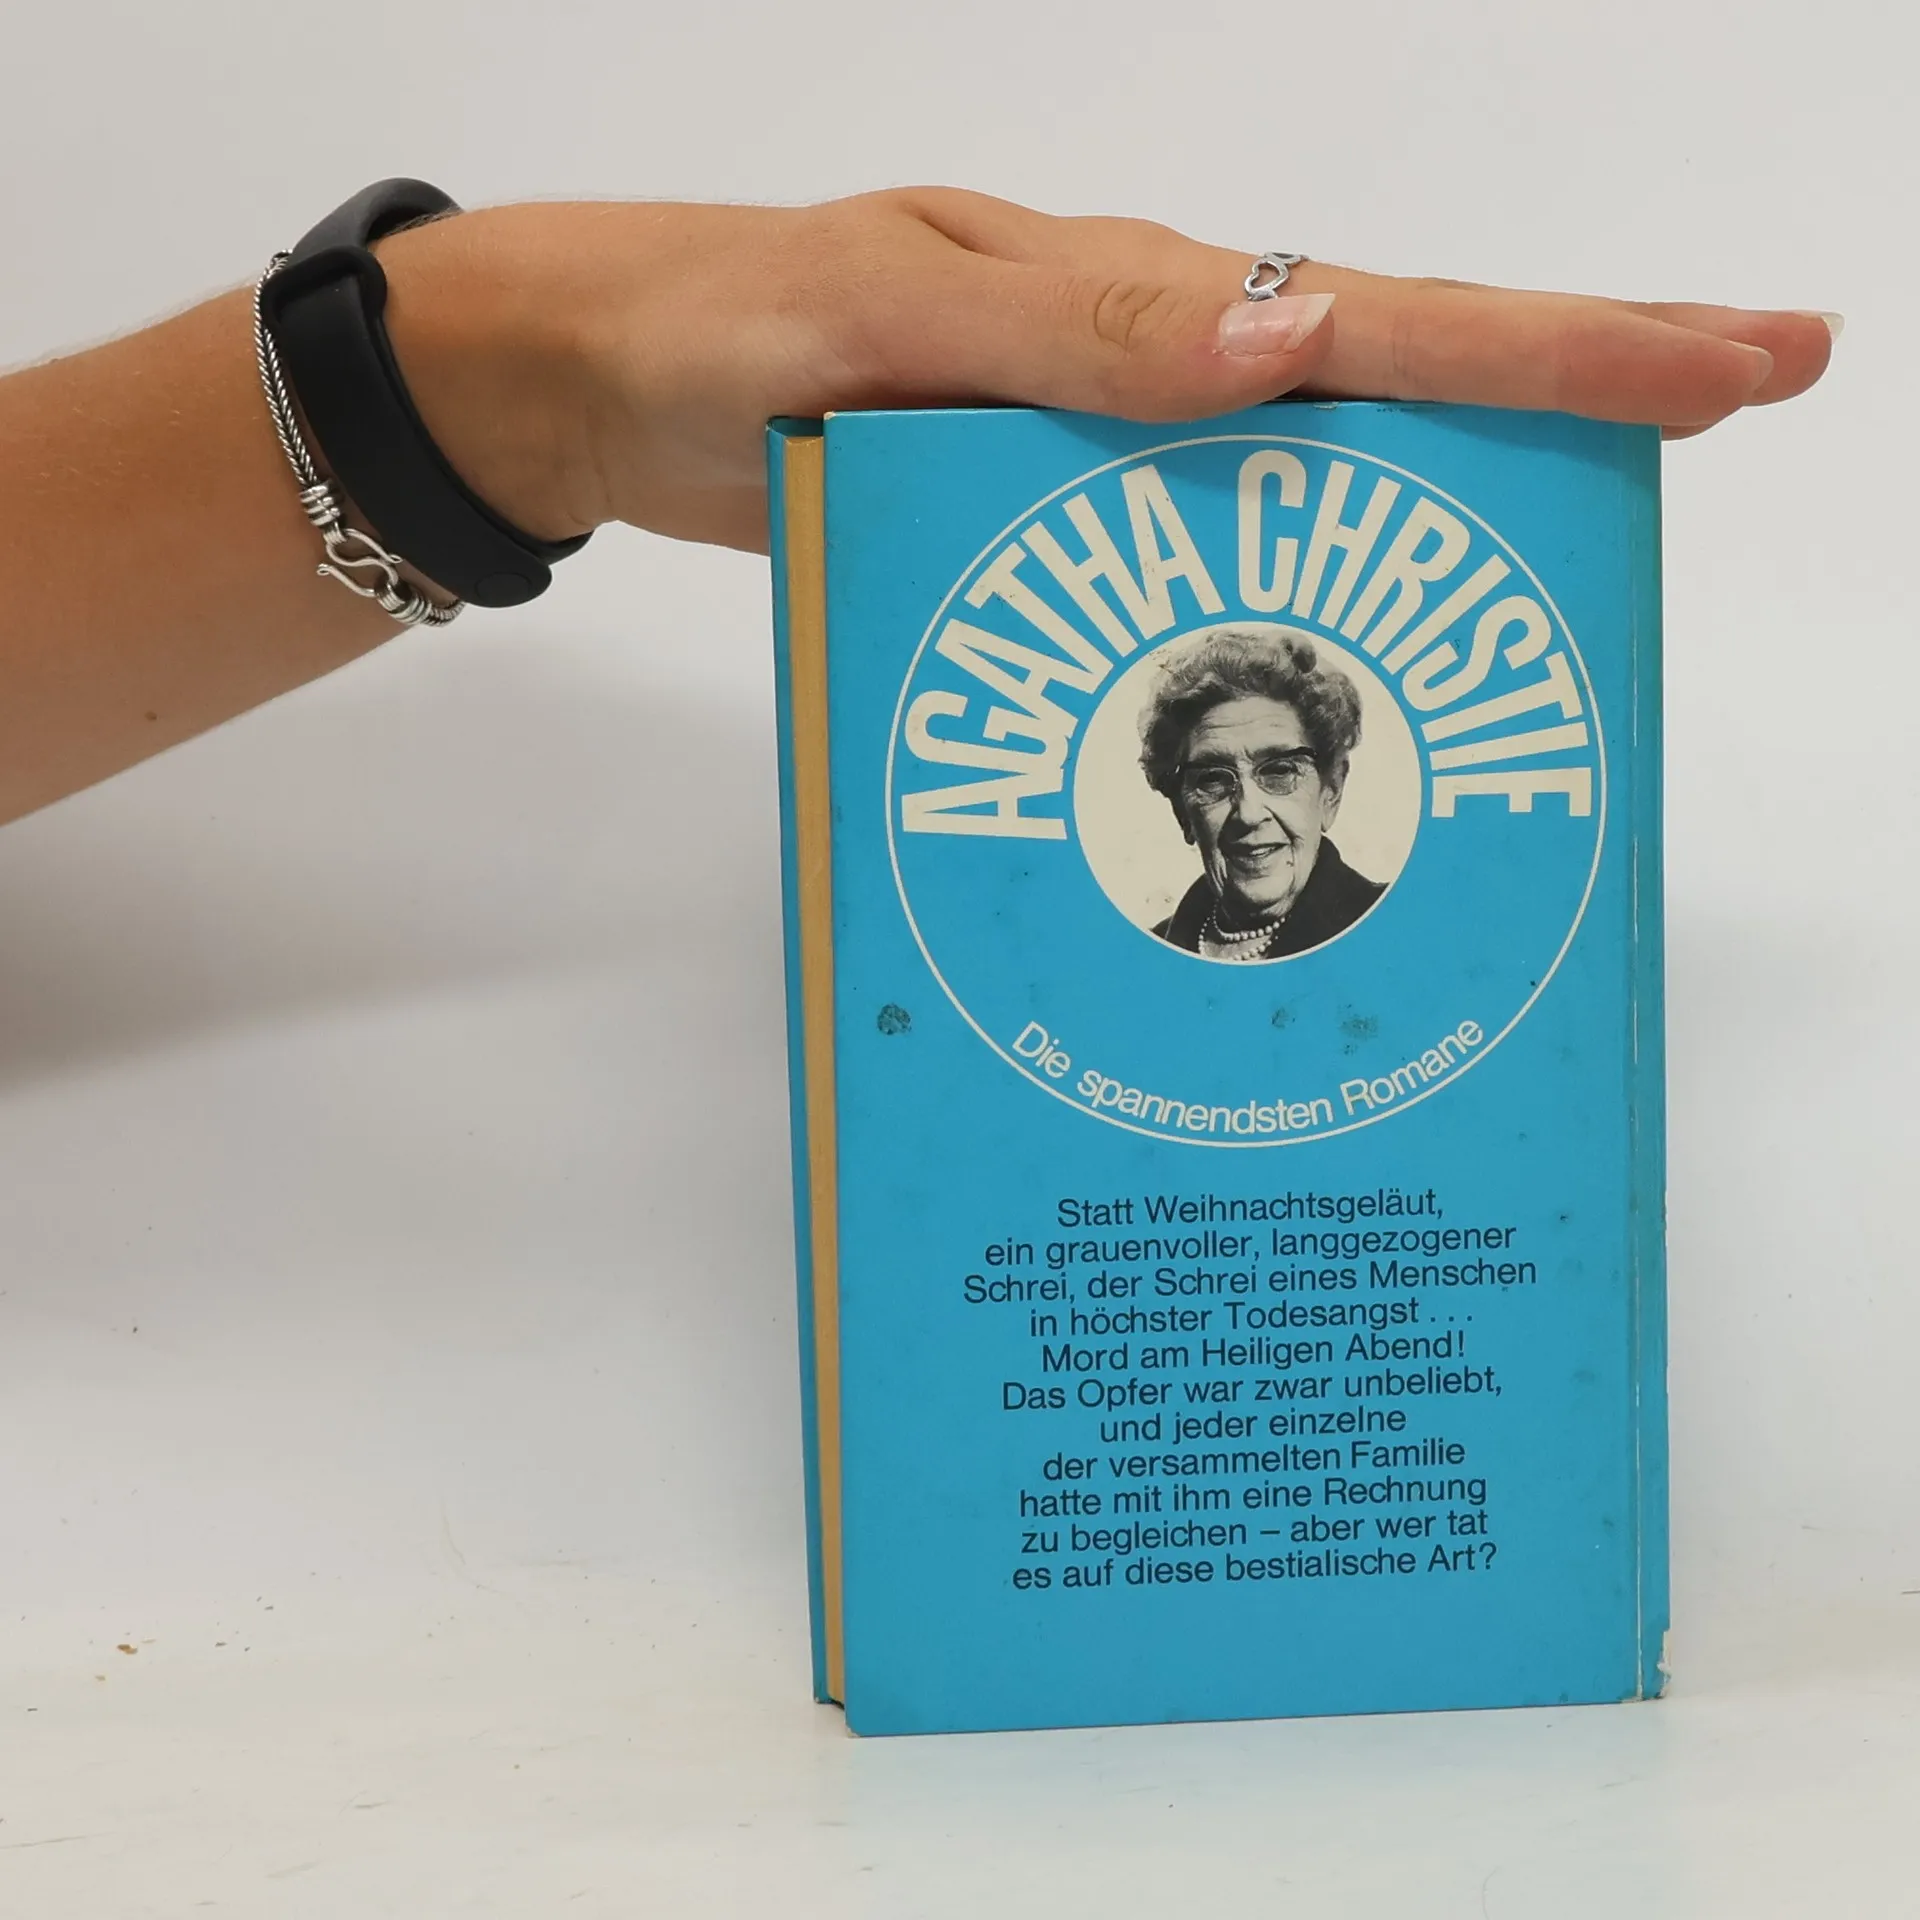 AGATHA CHRISTIE
Die spannendsten Romane
Statt Weihnachtsgeläut,
ein grauenvoller, langgezogener
Schrei, der Schrei eines Menschen
in höchster Todesangst . . .
Mord am Heiligen Abend!
Das Opfer war zwar unbeliebt,
und jeder einzelne
der versammelten Familie
hatte mit ihm eine Rechnung
zu begleichen – aber wer tat
es auf diese bestialische Art?